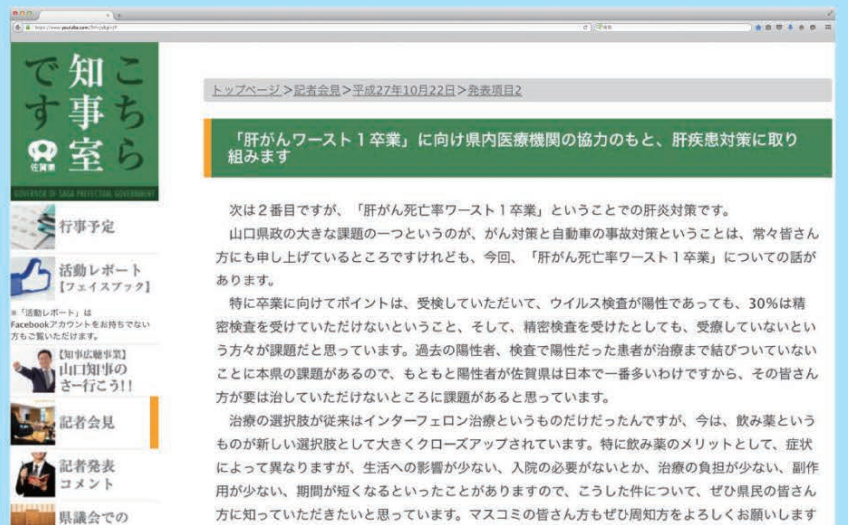 こちら
知事室
です
佐賀県
GOVERNOR OF SAGA PREFECTURAL GOVERNMENT
行事予定
活動レポート
【フェイスブック】
※「活動レポート」は
Facebookアカウントをお持ちでない
方もご覧いただけます。
【知事広聴事業】
山口知事の
さー行こう!!
記者会見
記者発表
コメント
県議会での
トップページ >記者会見>平成27年10月22日>発表項目2
「肝がんワースト1卒業」に向け県内医療機関の協力のもと、肝疾患対策に取り
組みます
次は2番目ですが、「肝がん死亡率ワースト1卒業」ということでの肝炎対策です。
山口県政の大きな課題の一つというのが、がん対策と自動車の事故対策ということは、常々皆さん
方にも申し上げているところですけれども、今回、「肝がん死亡率ワースト1卒業」についての話が
あります。
特に卒業に向けてポイントは、受検していただいて、ウイルス検査が陽性であっても、30%は精
密検査を受けていただけないということ、そして、精密検査を受けたとしても、受療していないとい
う方々が課題だと思っています。過去の陽性者、検査で陽性だった患者が治療まで結びついていない
ことに本県の課題があるので、もともと陽性者が佐賀県は日本で一番多いわけですから、その皆さん
方が要は治していただけないところに課題があると思っています。
治療の選択肢が従来はインターフェロン治療というものだけだったんですが、今は、飲み薬という
ものが新しい選択肢として大きくクローズアップされています。特に飲み薬のメリットとして、症状
によって異なりますが、生活への影響が少ない、入院の必要がないとか、治療の負担が少ない、副作
用が少ない、期間が短くなるといったことがありますので、こうした件について、ぜひ県民の皆さん
方に知っていただきたいと思っています。マスコミの皆さん方もぜひ周知方をよろしくお願いします